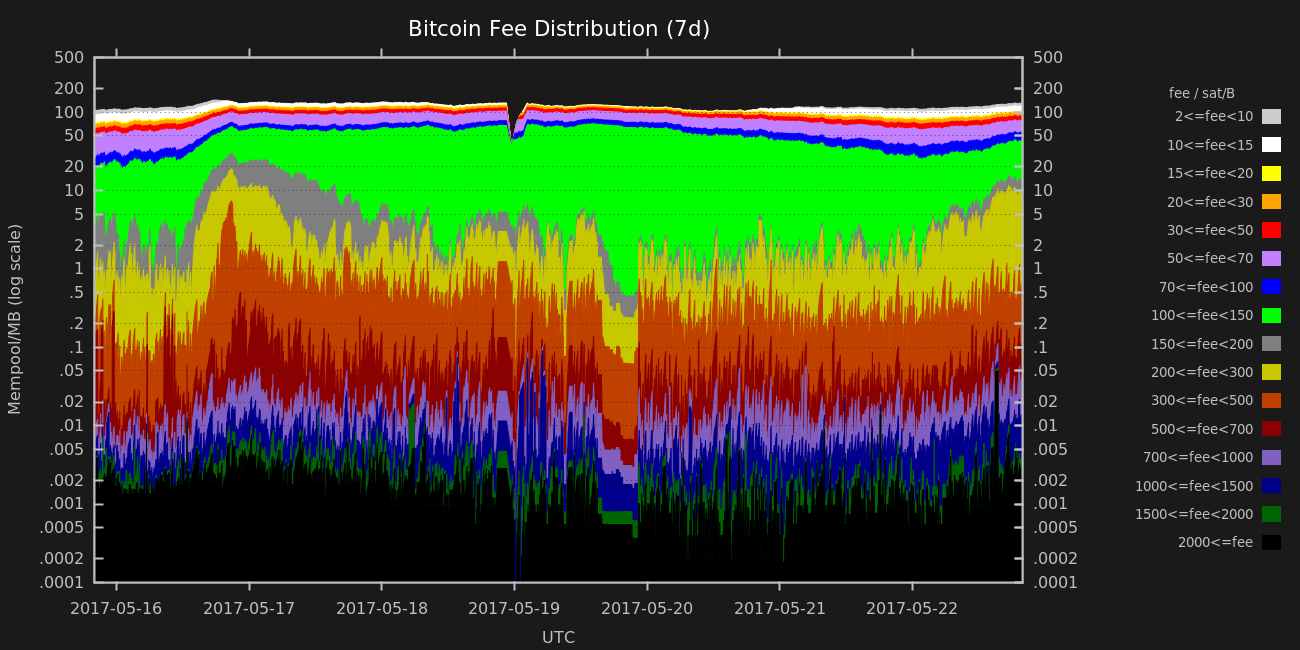 Bitcoin Fee Distribution (7d)
500
200
100
50
20
10
5
2
1
.5
.2
.1
.05
.02
.01
.005
.002
.001
.0005
.0002
.0001
Mempool/MB (log scale)
500
200
100
50
20
10
5
2
1
.5
.2
.1
.05
.02
.01
.005
.002
.001
.0005
.0002
.0001
2017-05-16 2017-05-17 2017-05-18 2017-05-19 2017-05-20 2017-05-21 2017-05-22
UTC
fee / sat/B
2<=fee<10
10<=fee<15
15<=fee<20
20<=fee<30
30<=fee<50
50<=fee<70
70<=fee<100
100<=fee<150
150<=fee<200
200<=fee<300
300<=fee<500
500<=fee<700
700<=fee<1000
1000<=fee<1500
1500<=fee<2000
2000<=fee